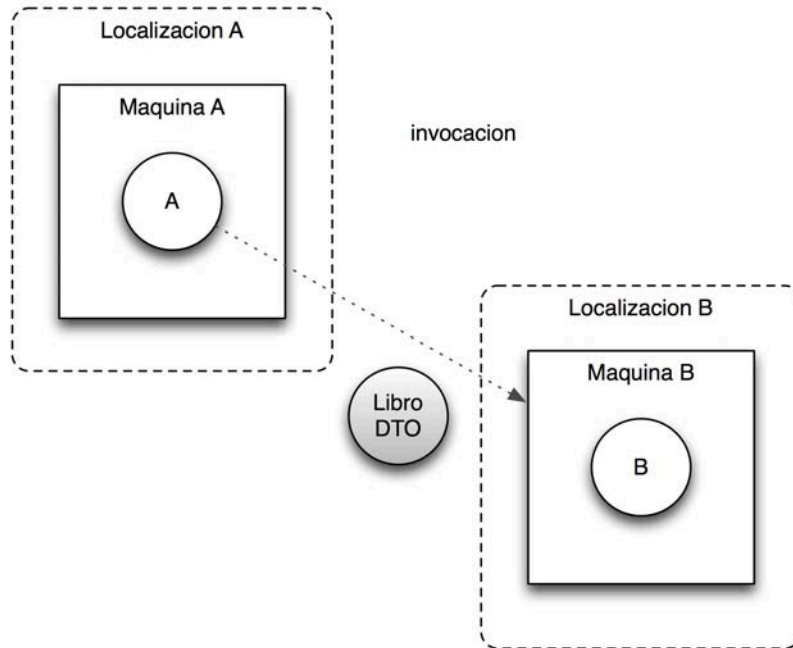 Localizacion A
Maquina A
A
invocacion
Localizacion B
Maquina B
B
Libro
DTO